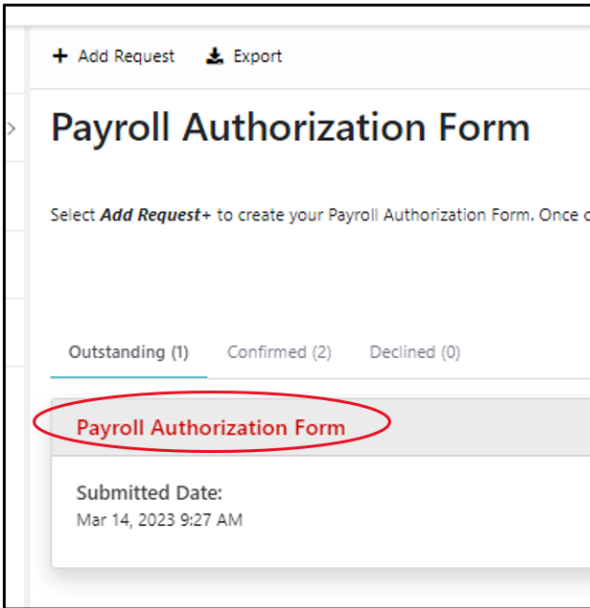 + Add Request Export
Payroll Authorization Form
Select Add Request+ to create your Payroll Authorization Form. Once
Outstanding (1) Confirmed (2) Declined (0)
Payroll Authorization Form
Submitted Date:
Mar 14, 2023 9:27 AM